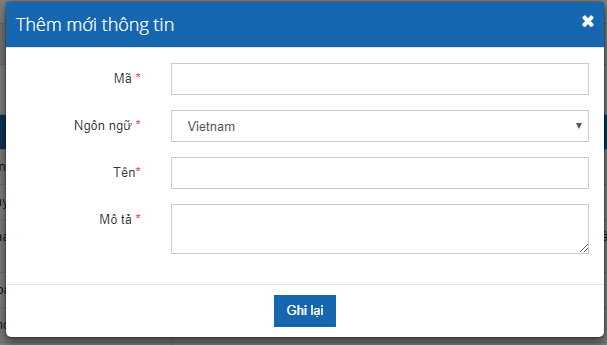 Thêm mới thông tin
Mã *
Ngôn ngữ * Vietnam
Tên*
Mô tả *
Ghi lại